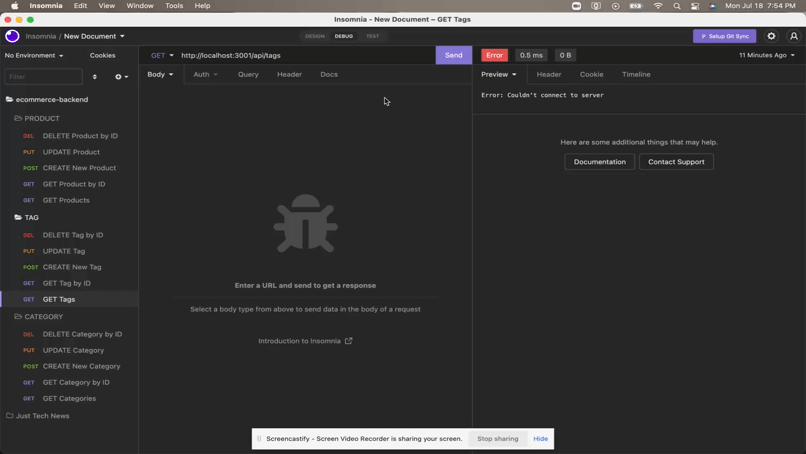 Insomnia Edit View Window Tools Help Mon Jul 18 7:54 PM
Insomnia - New Document – GET Tags
Insomnia / New Document DESIGN DEBUG TEST Setup Git Sync
No Environment Cookies GET http://localhost:3001/api/tags Send Error 0.5 ms 0 B 11 Minutes Ago
Filter Body Auth Query Header Docs Preview Header Cookie Timeline
Error: Couldn't connect to server
ecommerce-backend
PRODUCT
DEL DELETE Product by ID
PUT UPDATE Product
POST CREATE New Product
GET GET Product by ID
GET GET Products
TAG
DEL DELETE Tag by ID
PUT UPDATE Tag
POST CREATE New Tag
GET GET Tag by ID
GET GET Tags
CATEGORY
DEL DELETE Category by ID
PUT UPDATE Category
POST CREATE New Category
GET GET Category by ID
GET GET Categories
Just Tech News
Enter a URL and send to get a response
Select a body type from above to send data in the body of a request
Introduction to Insomnia
Here are some additional things that may help.
Documentation Contact Support
Screencastify - Screen Video Recorder is sharing your screen. Stop sharing Hide